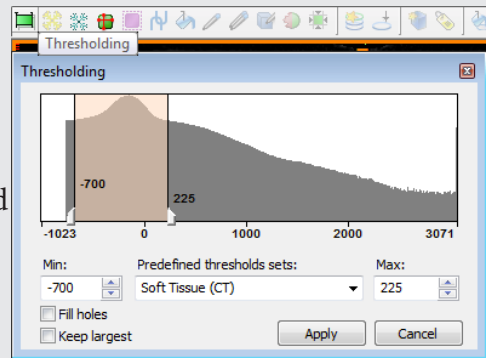 Thresholding
Thresholding
d
-700
225
-1023 0 1000 2000 3071
Min: Predefined thresholds sets: Max:
-700 Soft Tissue (CT) 225
Fill holes
Keep largest Apply Cancel